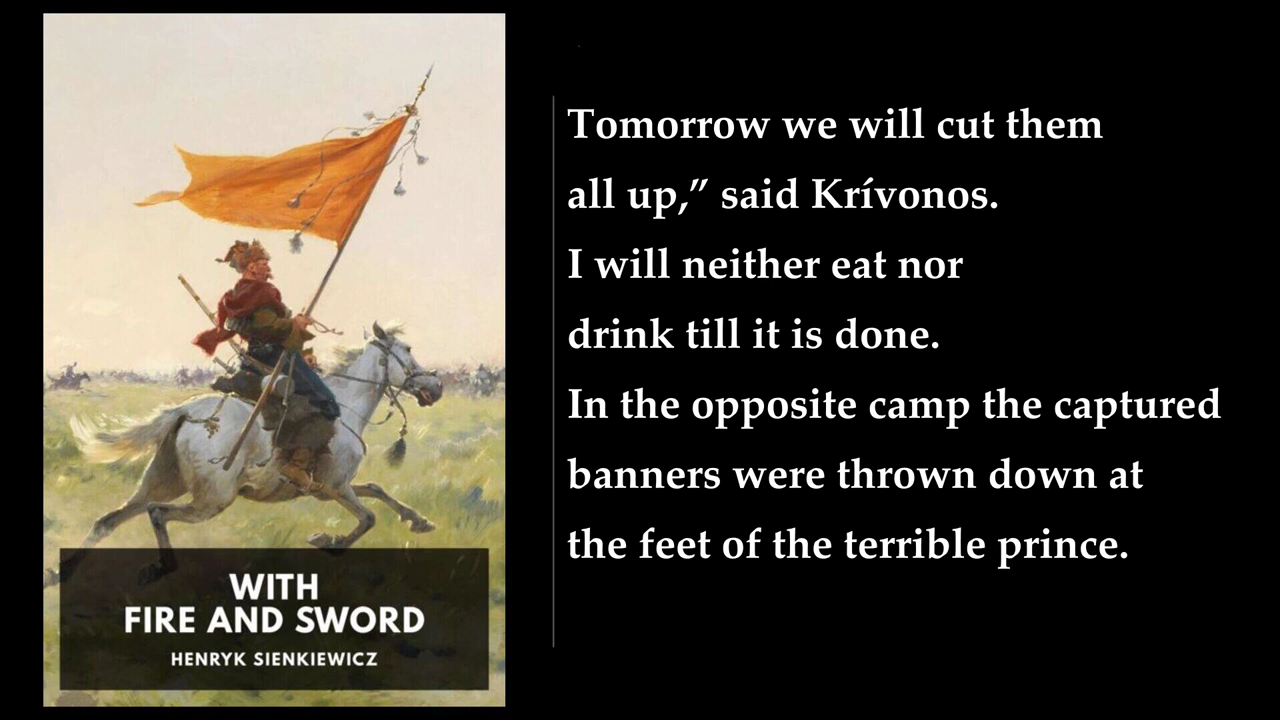 WITH
FIRE AND SWORD
HENRYK SIENKIEWICZ
Tomorrow we will cut them
all up,” said Krívonos.
I will neither eat nor
drink till it is done.
In the opposite camp the captured
banners were thrown down at
the feet of the terrible prince.